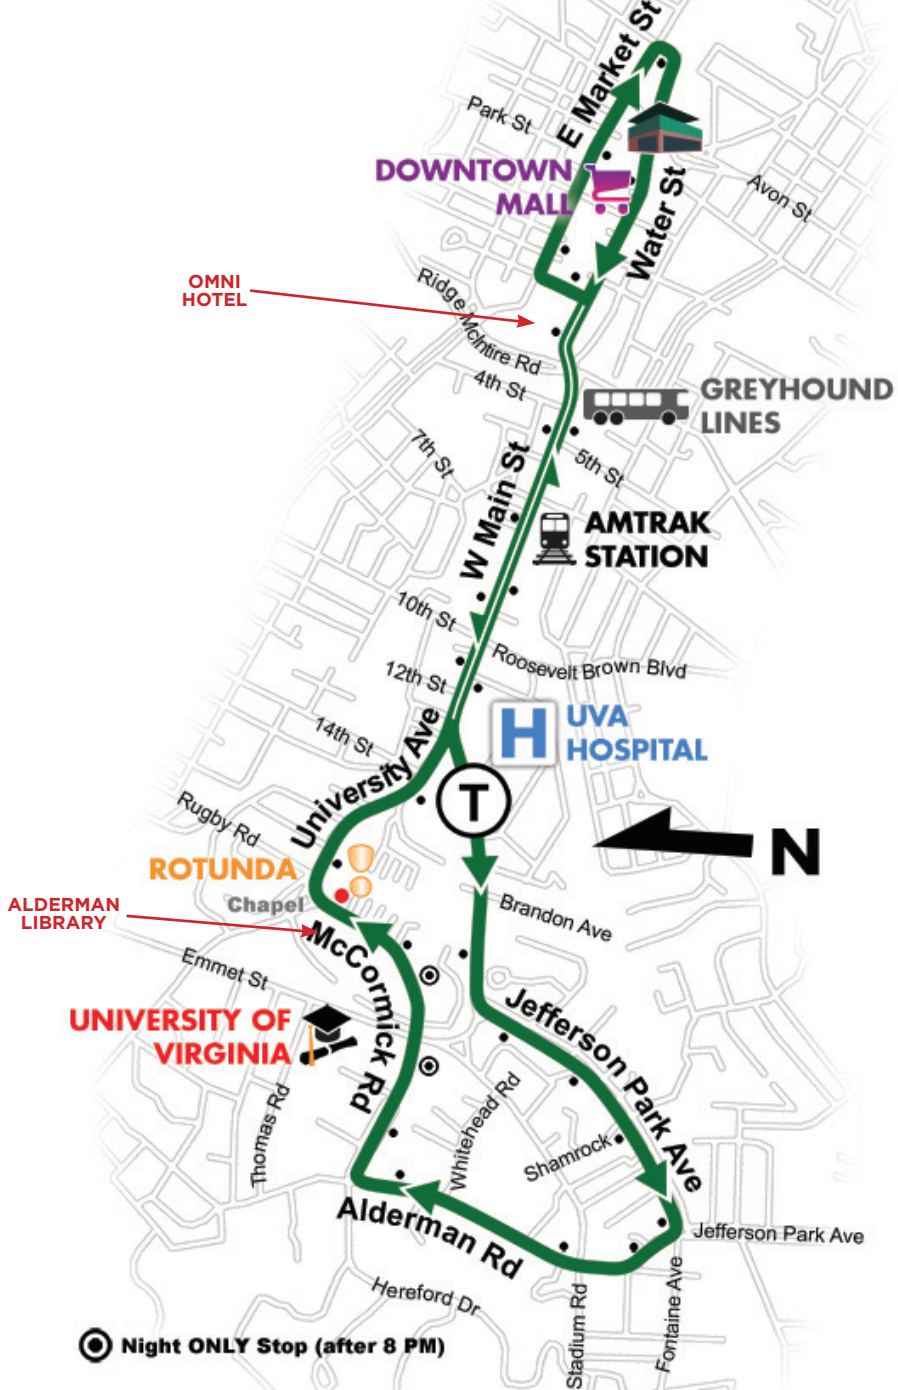 E Market St
Park St
DOWNTOWN
MALL
Avon St
Water St
OMNI
HOTEL
Ridge McIntire Rd
4th St
GREYHOUND
LINES
7th St
5th St
W Main St
AMTRAK
STATION
10th St
Roosevelt Brown Blvd
12th St
UVA
HOSPITAL
H
14th St
University Ave
T
Rugby Rd
N
ROTUNDA
Chapel
ALDERMAN
LIBRARY
Brandon Ave
McCormick Rd
Emmet St
Jefferson Park Ave
UNIVERSITY OF
VIRGINIA
Thomas Rd
Whitehead Rd
Shamrock
Alderman Rd
Jefferson Park Ave
Hereford Dr
Stadium Rd
Fontaine Ave
Night ONLY Stop (after 8 PM)